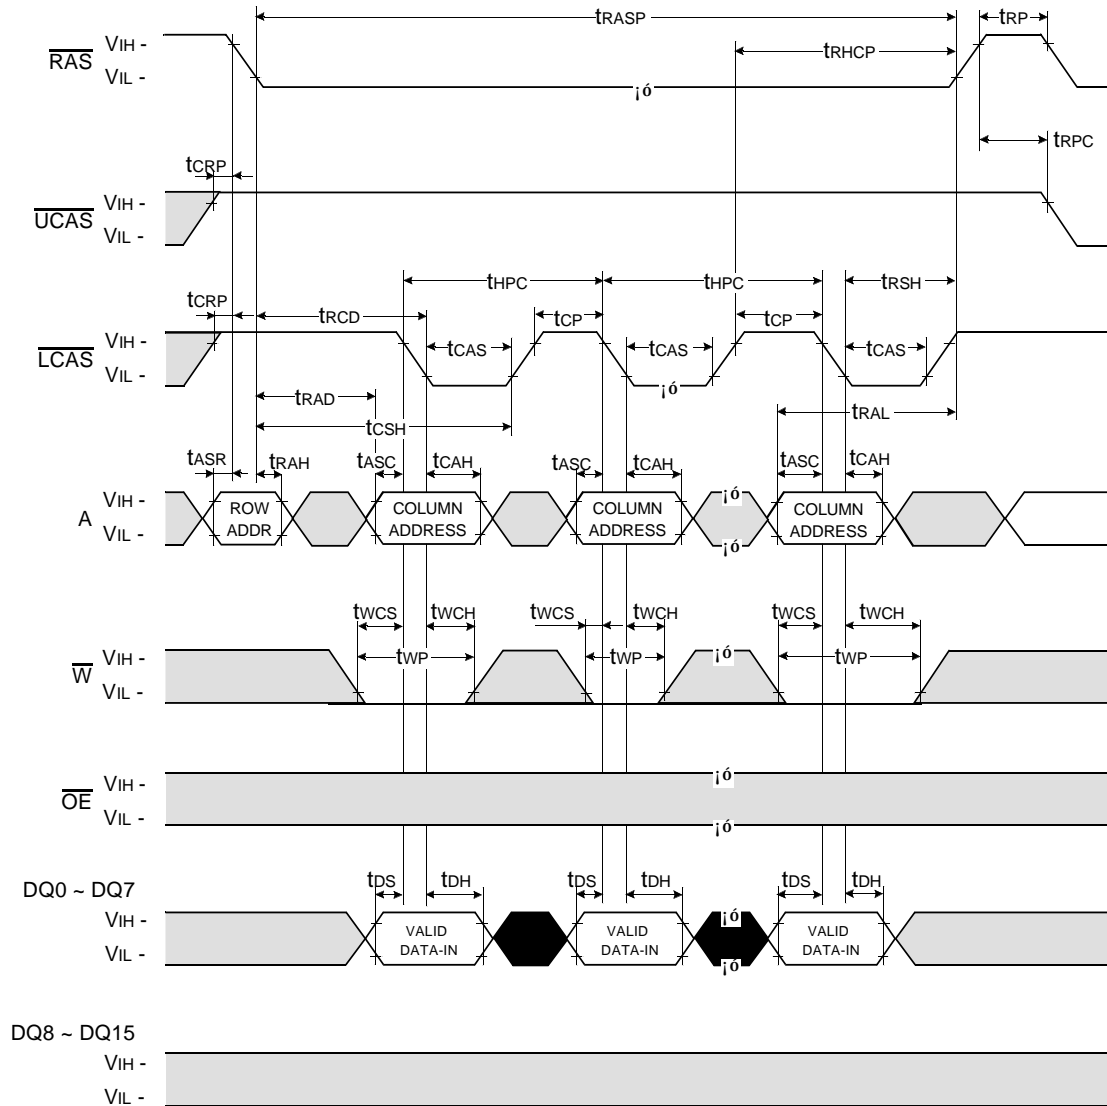 tRASP
tRP
RAS
VIH -
VIL -
tRHCP
¡ó
tRPC
tCRP
UCAS
VIH -
VIL -
tHPC
tHPC
tRSH
tCRP
tRCD
tCP
tCP
LCAS
VIH -
VIL -
tCAS
tCAS
tCAS
¡ó
tRAD
tRAL
tCSH
tASR
tRAH
tASC
tCAH
tASC
tCAH
tASC
tCAH
A
VIH -
VIL -
ROW
ADDR
COLUMN
ADDRESS
COLUMN
ADDRESS
¡ó
¡ó
COLUMN
ADDRESS
tWCS
tWCH
tWCS
tWCH
tWCS
tWCH
W
VIH -
VIL -
tWP
tWP
tWP
¡ó
OE
VIH -
VIL -
¡ó
¡ó
DQ0 ~ DQ7
tDS
tDH
tDS
tDH
tDS
tDH
VIH -
VIL -
VALID
DATA-IN
VALID
DATA-IN
¡ó
¡ó
VALID
DATA-IN
DQ8 ~ DQ15
VIH -
VIL -